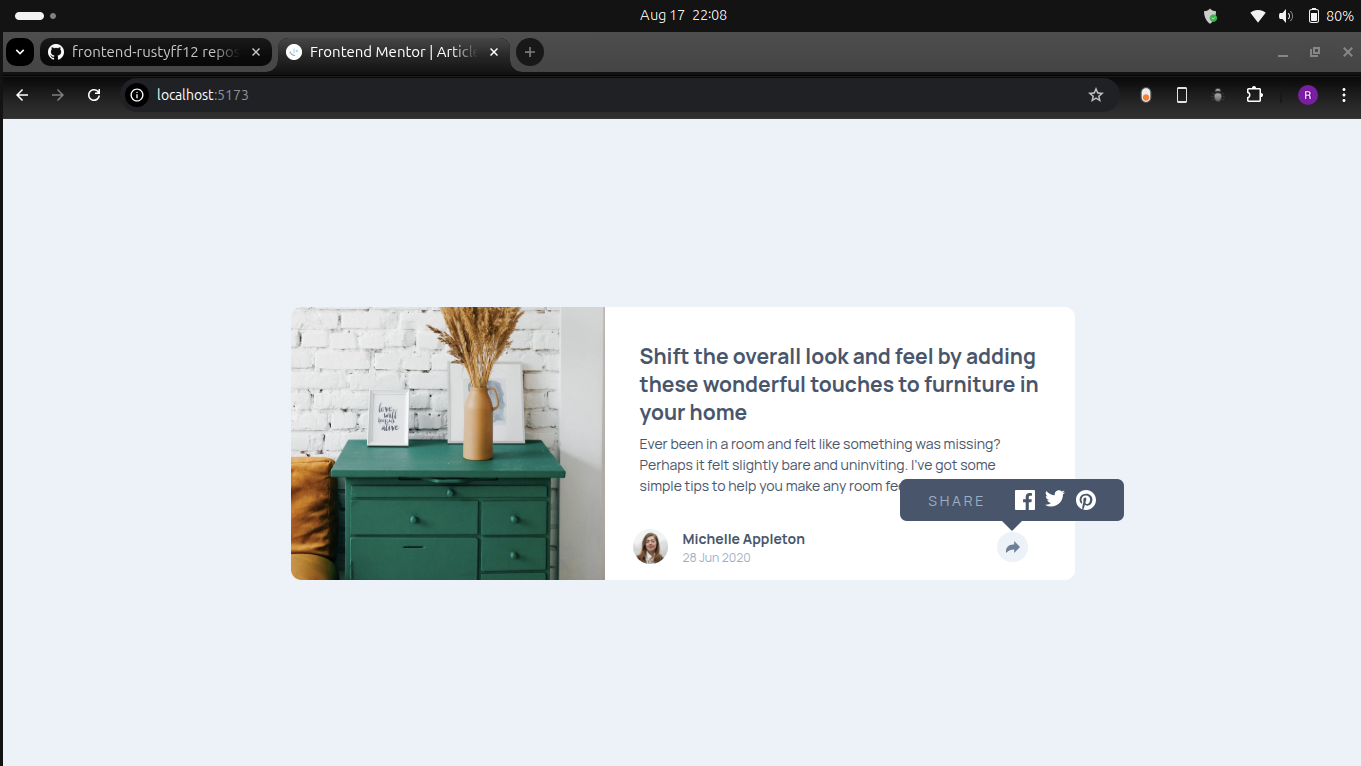 Aug 17 22:08
80%
frontend-rustyff12 repos
Frontend Mentor | Article
localhost:5173
R
Shift the overall look and feel by adding
these wonderful touches to furniture in
your home
Ever been in a room and felt like something was missing?
Perhaps it felt slightly bare and uninviting. I've got some
simple tips to help you make any room fee
SHARE
Michelle Appleton
28 Jun 2020
love
will
alive